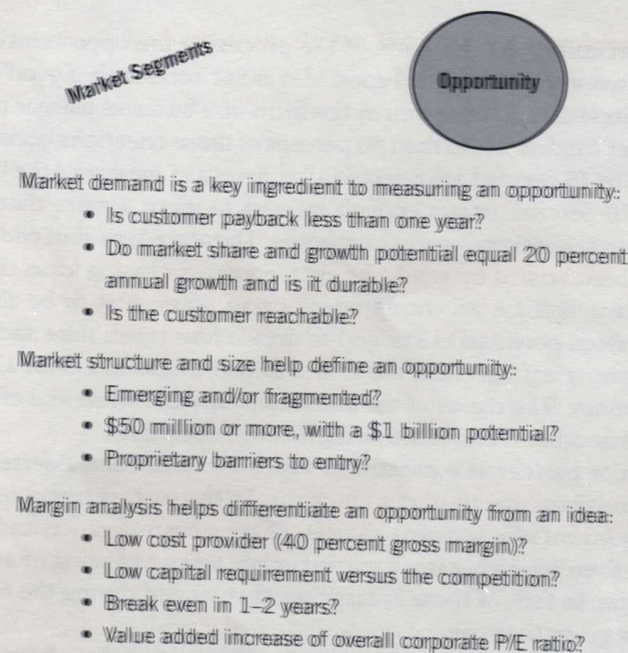 Market Segments
Opportunity
Market demand is a key ingredient to measuring an opportunity:
• Is customer payback less than one year?
• Do market share and growth potential equal 20 percent
annual growth and is it durable?
• Is the customer reachable?
Market structure and size help define an opportunity:
• Emerging and/or fragmented?
• $50 million or more, with a $1 billion potential?
• Proprietary barriers to entry?
Margin analysis helps differentiate an opportunity from an idea:
• Low cost provider (40 percent gross margin)?
• Low capital requirement versus the competition?
• Break even in 1–2 years?
• Value added increase of overall corporate P/E ratio?